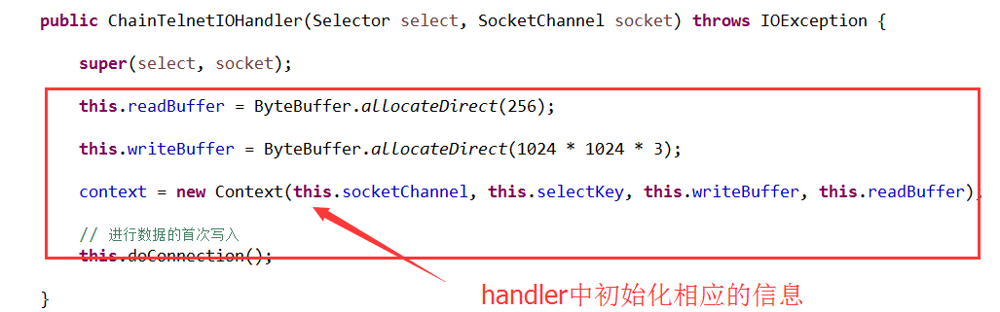 public ChainTelnetIOHandler(Selector select, SocketChannel socket) throws IOException {
super(select, socket);
this.readBuffer = ByteBuffer.allocateDirect(256);
this.writeBuffer = ByteBuffer.allocateDirect(1024 * 1024 * 3);
context = new Context(this.socketChannel, this.selectKey, this.writeBuffer, this.readBuffer);
// 进行数据的首次写入
this.doConnection();
handler中初始化相应的信息
}